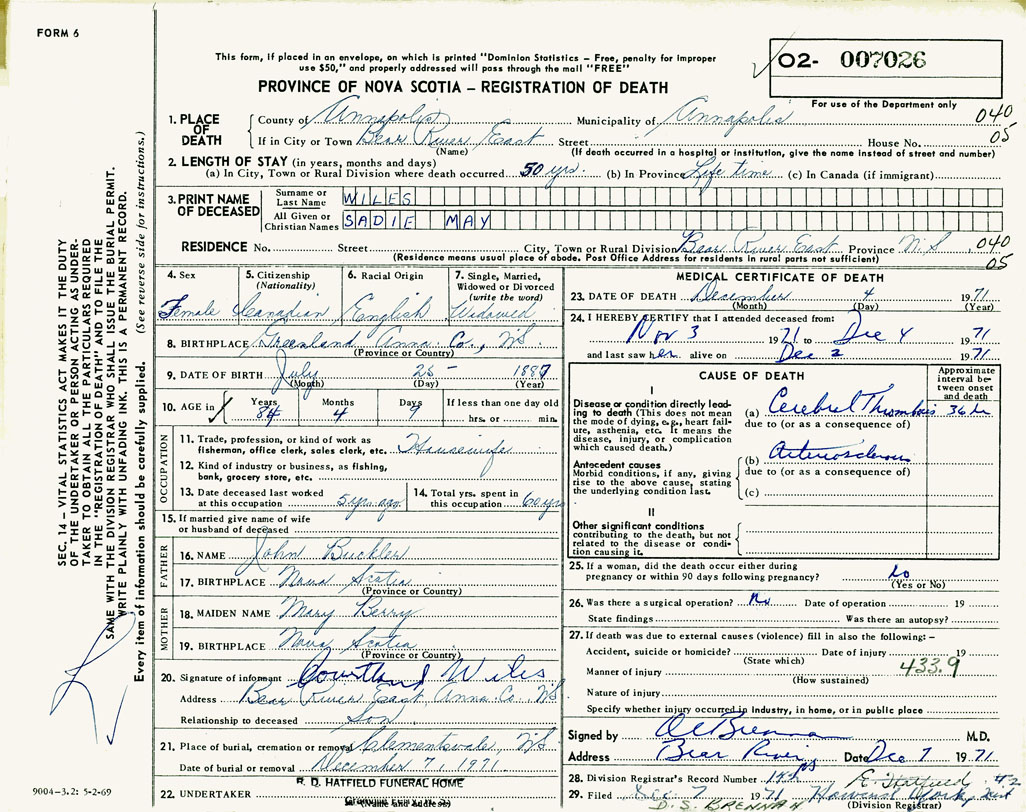 FORM 6
This form, if placed in an envelope, on which is printed "Dominion Statistics – Free, penalty for improper
use $50," and properly addressed will pass through the mail "FREE"
02- 007026
For use of the Department only
PROVINCE OF NOVA SCOTIA – REGISTRATION OF DEATH
1. PLACE OF DEATH
County of Annapolis Municipality of Annapolis 040
If in City or Town Bear River East Street House No. 05
(Name) (If death occurred in a hospital or institution, give the name instead of street and number)
2. LENGTH OF STAY (in years, months and days)
(a) In City, Town or Rural Division where death occurred 50 yrs. (b) In Province Life time (c) In Canada (if immigrant)
3. PRINT NAME OF DECEASED
Surname or Last Name WILES
All Given or Christian Names SADIE MAY
RESIDENCE No. Street City, Town or Rural Division Bear River East Province N.S. 040
(Residence means usual place of abode. Post Office Address for residents in rural parts not sufficient) 05
4. Sex Female
5. Citizenship (Nationality) Canadian
6. Racial Origin English
7. Single, Married, Widowed or Divorced (write the word) Widowed
8. BIRTHPLACE Greenland Anna. Co., N.S.
(Province or Country)
9. DATE OF BIRTH July 25 1887
(Month) (Day) (Year)
10. AGE in Years 84 Months 4 Days 9 If less than one day old hrs. or min.
OCCUPATION
11. Trade, profession, or kind of work as fisherman, office clerk, sales clerk, etc. Housewife
12. Kind of industry or business, as fishing, bank, grocery store, etc.
13. Date deceased last worked at this occupation 5 yrs. ago.
14. Total yrs. spent in this occupation 60 yrs
15. If married give name of wife or husband of deceased
FATHER
16. NAME John Buckler
17. BIRTHPLACE Nova Scotia
(Province or Country)
MOTHER
18. MAIDEN NAME Mary Berry
19. BIRTHPLACE Nova Scotia
(Province or Country)
20. Signature of informant Courtland Wiles
Address Bear River East, Anna. Co., N.S.
Relationship to deceased Son
21. Place of burial, cremation or removal Clementsvale, N.S.
Date of burial or removal December 7, 1971
R. D. HATFIELD FUNERAL HOME
22. UNDERTAKER
(Name and address)
MEDICAL CERTIFICATE OF DEATH
23. DATE OF DEATH December 4 1971
(Month) (Day) (Year)
24. I HEREBY CERTIFY that I attended deceased from:
Nov 3 1971 to Dec 4 1971
and last saw her alive on Dec 2 1971
CAUSE OF DEATH
Approximate interval between onset and death
I
Disease or condition directly leading to death (This does not mean the mode of dying, e.g., heart failure, asthenia, etc. It means the disease, injury, or complication which caused death.)
(a) Cerebral Thrombosis 36 hr
due to (or as a consequence of)
Antecedent causes
Morbid conditions, if any, giving rise to the above cause, stating the underlying condition last.
(b) Arteriosclerosis
due to (or as a consequence of)
(c)
II
Other significant conditions contributing to the death, but not related to the disease or condition causing it.
25. If a woman, did the death occur either during pregnancy or within 90 days following pregnancy? No
(Yes or No)
26. Was there a surgical operation? No Date of operation 19
State findings Was there an autopsy?
27. If death was due to external causes (violence) fill in also the following: –
Accident, suicide or homicide? Date of injury 19
(State which) 433.9
Manner of injury
(How sustained)
Nature of injury
Specify whether injury occurred in industry, in home, or in public place
Signed by O C Brennan M.D.
Address Bear River NS Date Dec 7 1971
28. Division Registrar's Record Number
29. Filed Dec. 7 1971
(Division Registrar)
D. S. BRENNAN
9004–3.2: 5-2-69
SEC. 14 – VITAL STATISTICS ACT MAKES IT THE DUTY
OF THE UNDERTAKER OR PERSON ACTING AS UNDER-
TAKER TO OBTAIN ALL THE PARTICULARS REQUIRED
IN THE "REGISTRATION OF DEATH" AND TO FILE THE
SAME WITH THE DIVISION REGISTRAR WHO SHALL ISSUE THE BURIAL PERMIT.
WRITE PLAINLY WITH UNFADING INK. THIS IS A PERMANENT RECORD.
Every item of information should be carefully supplied. (See reverse side for instructions.)